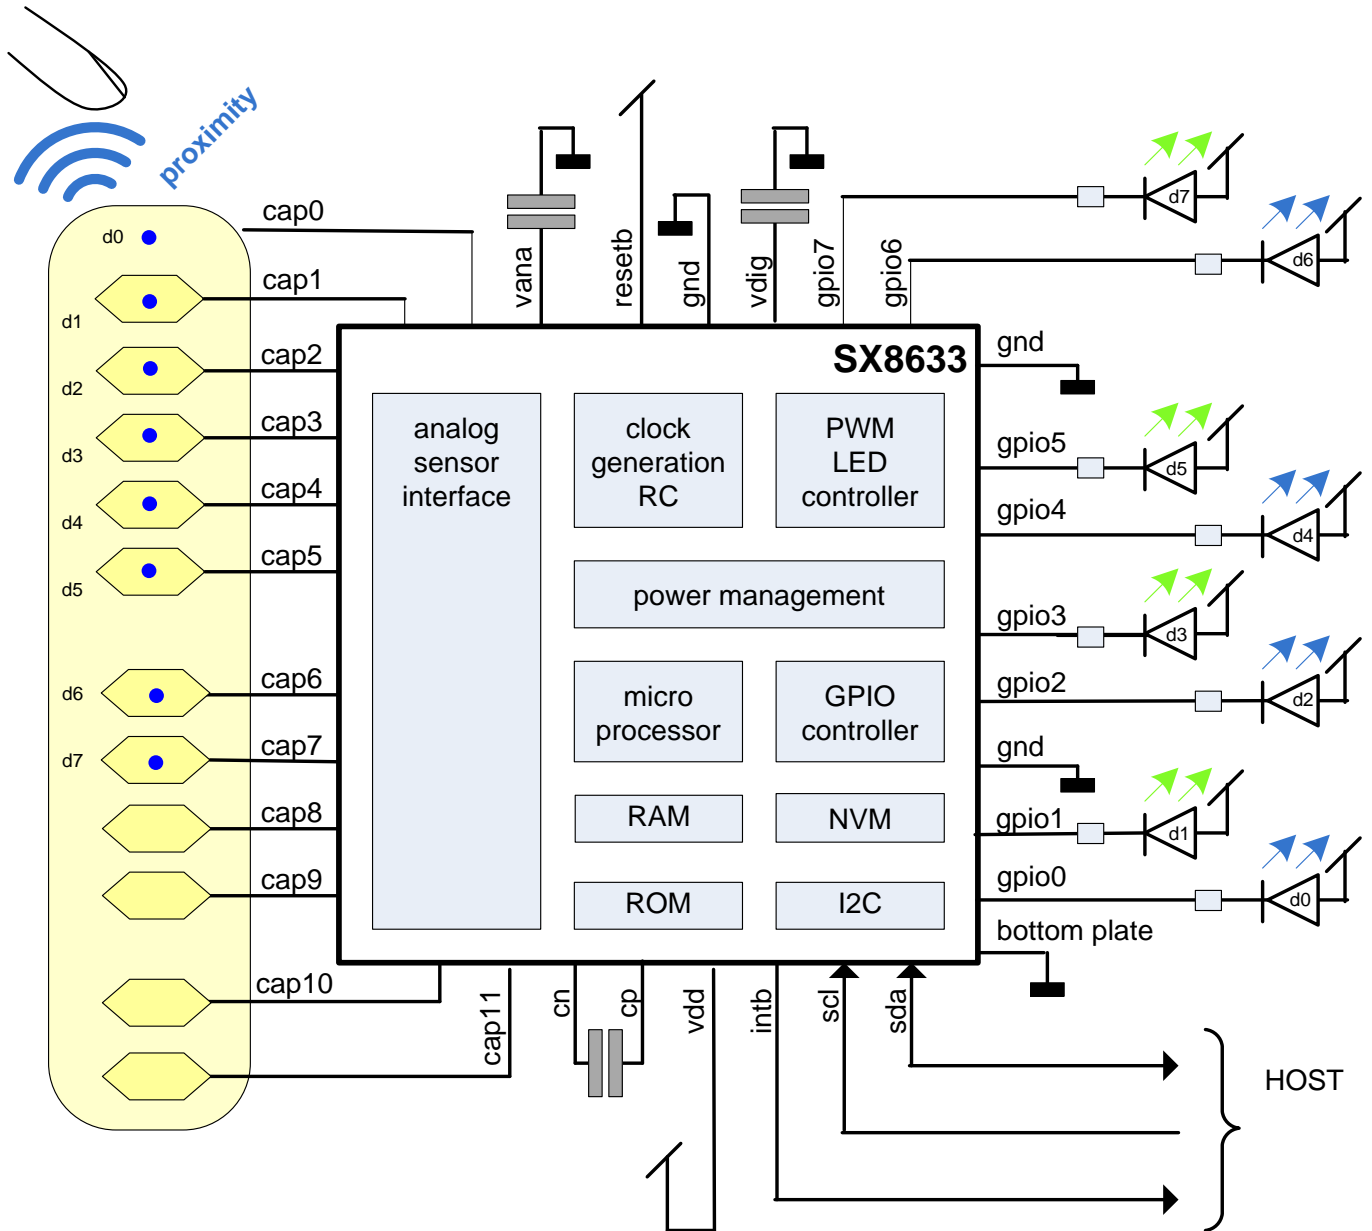 proximity
d0
cap0
d1
cap1
d2
cap2
d3
cap3
d4
cap4
d5
cap5
d6
cap6
d7
cap7
cap8
cap9
cap10
cap11
vana
resetb
gnd
vdig
gpio7
gpio6
d7
d6
SX8633
analog
sensor
interface
clock
generation
RC
PWM
LED
controller
power management
micro
processor
GPIO
controller
RAM
NVM
ROM
I2C
gnd
gpio5
d5
gpio4
d4
gpio3
d3
gpio2
d2
gnd
gpio1
d1
gpio0
d0
bottom plate
cn
cp
vdd
intb
scl
sda
HOST